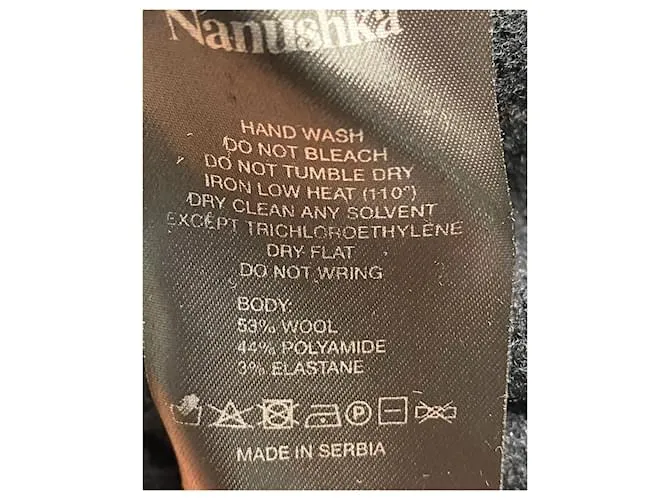 Nanushka
HAND WASH
DO NOT BLEACH
DO NOT TUMBLE DRY
IRON LOW HEAT (110°)
DRY CLEAN ANY SOLVENT
EXCEPT TRICHLOROETHYLENE
DRY FLAT
DO NOT WRING
BODY:
53% WOOL
44% POLYAMIDE
3% ELASTANE
P
MADE IN SERBIA